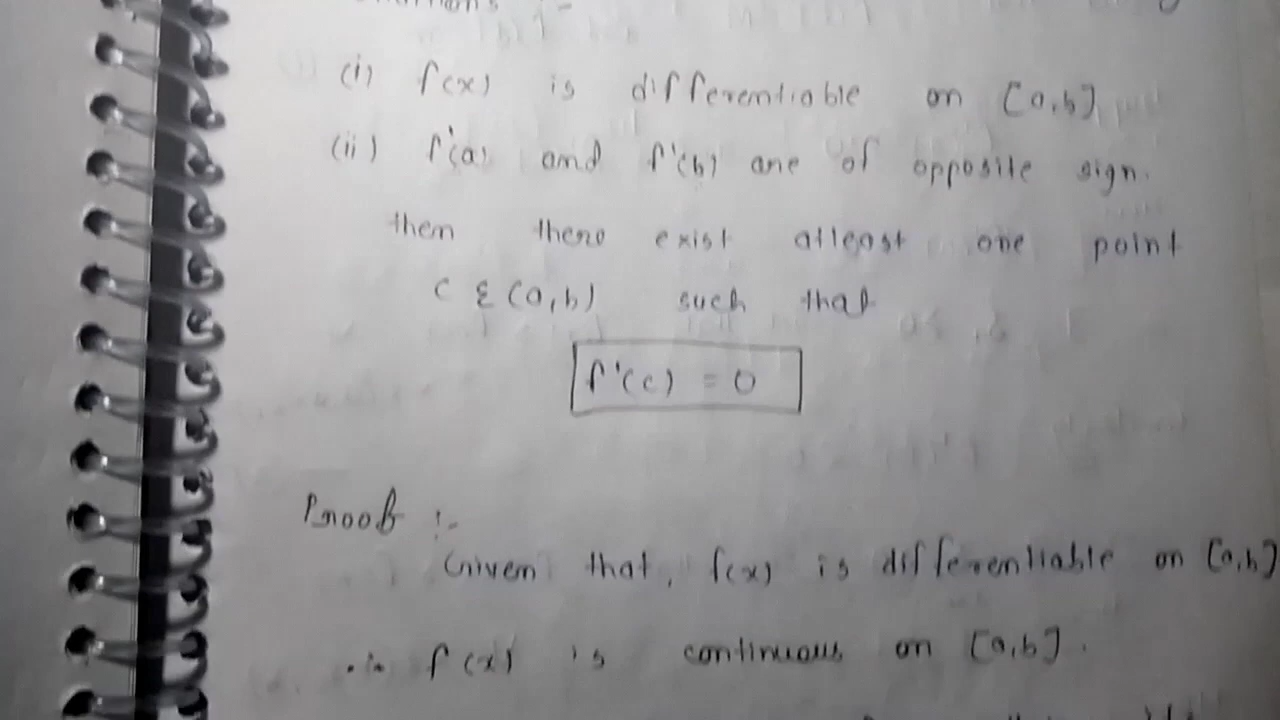 (i) f(x) is differentiable on [a,b]
(ii) f'(a) and f'(b) are of opposite sign.
then there exist atleast one point
c ε (a,b) such that
f'(c) = 0
Proof :-
Given that, f(x) is differentiable on [a,b]
∴ f(x) is continuous on [a,b].